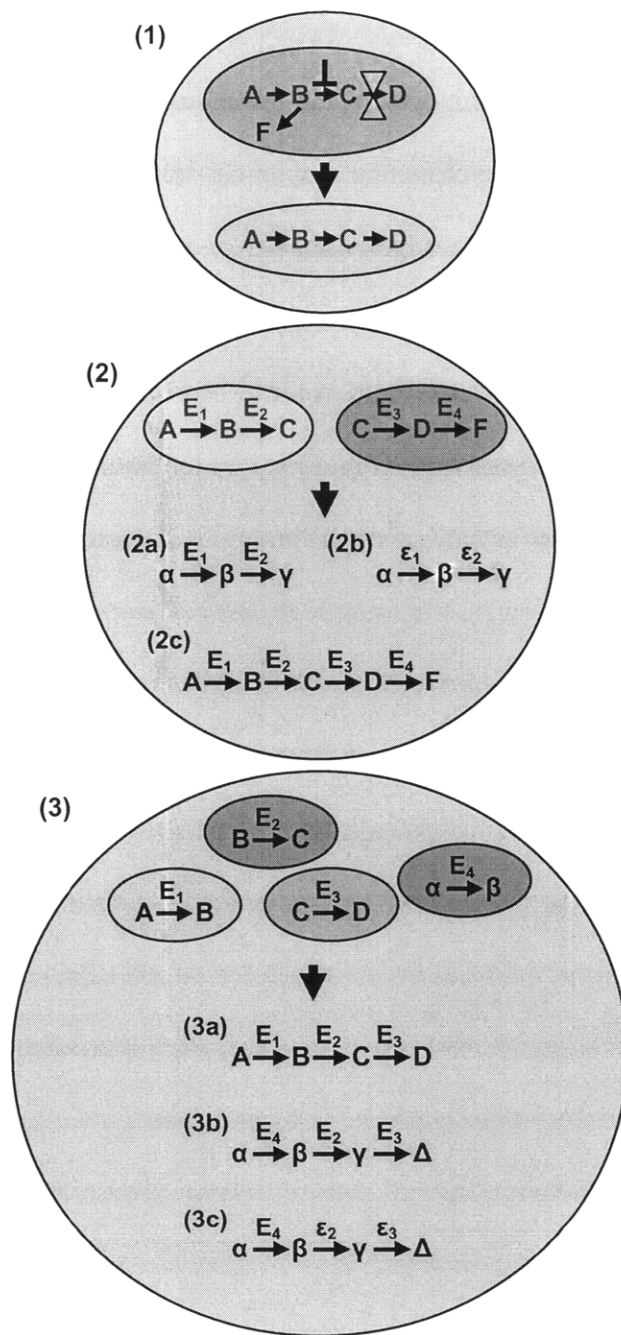 (1)
A B C D
F
A B C D
(2)
E₁ E₂ E₃ E₄
A B C C D F
(2a) E₁ E₂ (2b) ε₁ ε₂
α β γ α β γ
(2c) E₁ E₂ E₃ E₄
A B C D F
(3)
E₂
B C
E₄
α β
E₁ E₃
A B C D
(3a) E₁ E₂ E₃
A B C D
(3b) E₄ E₂ E₃
α β γ Δ
(3c) E₄ ε₂ ε₃
α β γ Δ